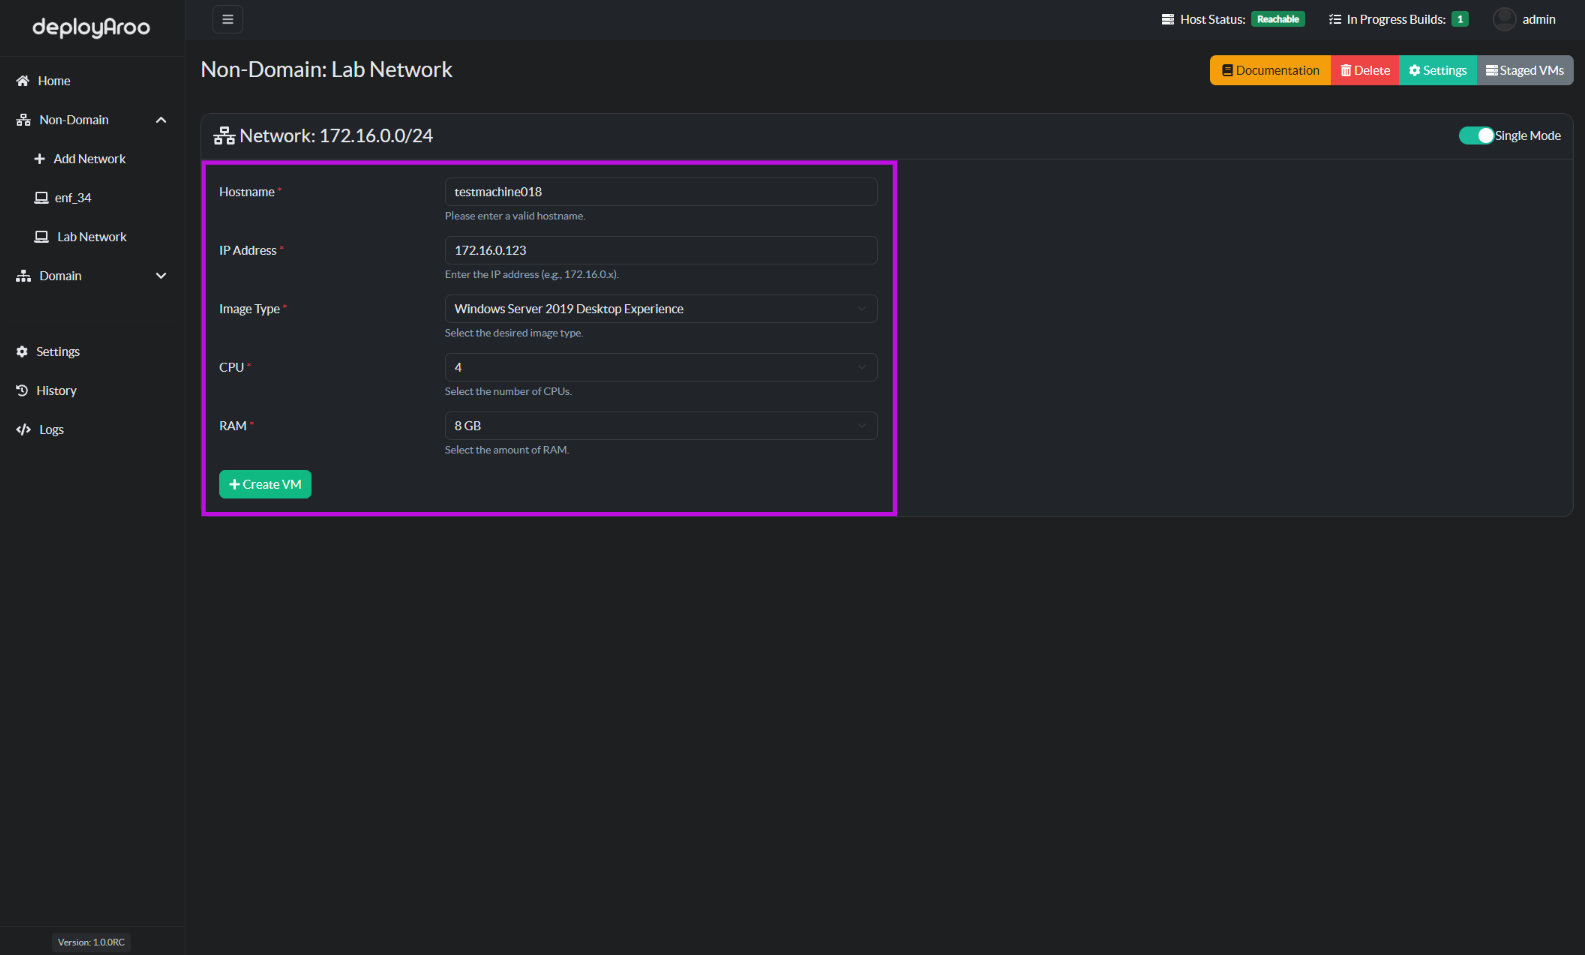 deployAroo
Host Status: Reachable
In Progress Builds: 1
admin
Home
Non-Domain
Add Network
enf_34
Lab Network
Domain
Settings
History
Logs
Version: 1.0.0RC
Non-Domain: Lab Network
Documentation
Delete
Settings
Staged VMs
Network: 172.16.0.0/24
Single Mode
Hostname *
testmachine018
Please enter a valid hostname.
IP Address *
172.16.0.123
Enter the IP address (e.g., 172.16.0.x).
Image Type *
Windows Server 2019 Desktop Experience
Select the desired image type.
CPU *
4
Select the number of CPUs.
RAM *
8 GB
Select the amount of RAM.
Create VM